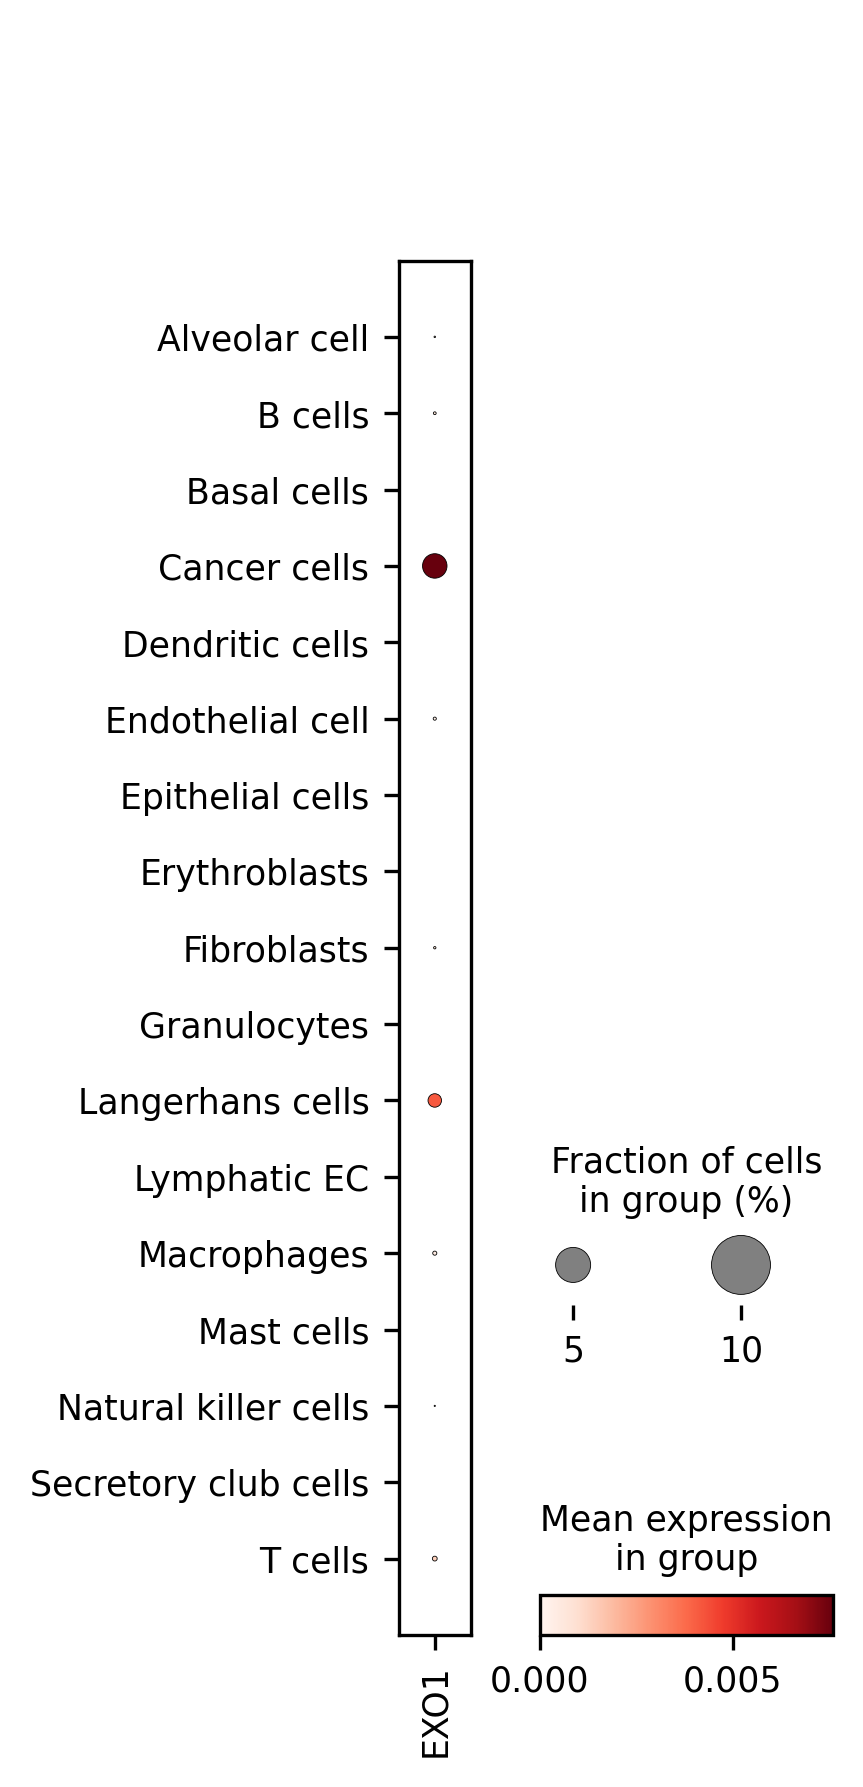 Alveolar cell
B cells
Basal cells
Cancer cells
Dendritic cells
Endothelial cell
Epithelial cells
Erythroblasts
Fibroblasts
Granulocytes
Langerhans cells
Lymphatic EC
Macrophages
Mast cells
Natural killer cells
Secretory club cells
T cells
EXO1
Fraction of cells
in group (%)
5 10
Mean expression
in group
0.000 0.005